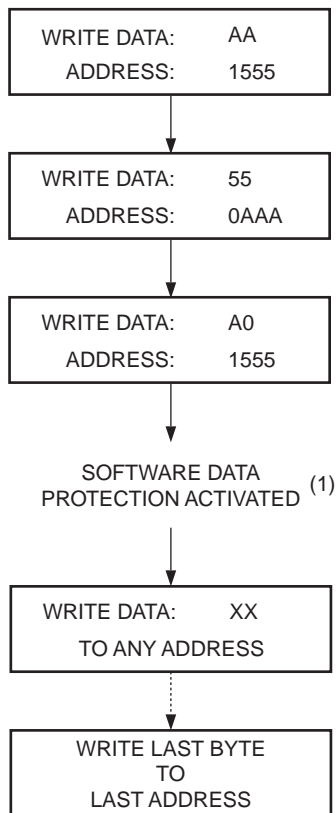 WRITE DATA: AA
ADDRESS: 1555
WRITE DATA: 55
ADDRESS: 0AAA
WRITE DATA: A0
ADDRESS: 1555
SOFTWARE DATA
PROTECTION ACTIVATED (1)
WRITE DATA: XX
TO ANY ADDRESS
WRITE LAST BYTE
TO
LAST ADDRESS